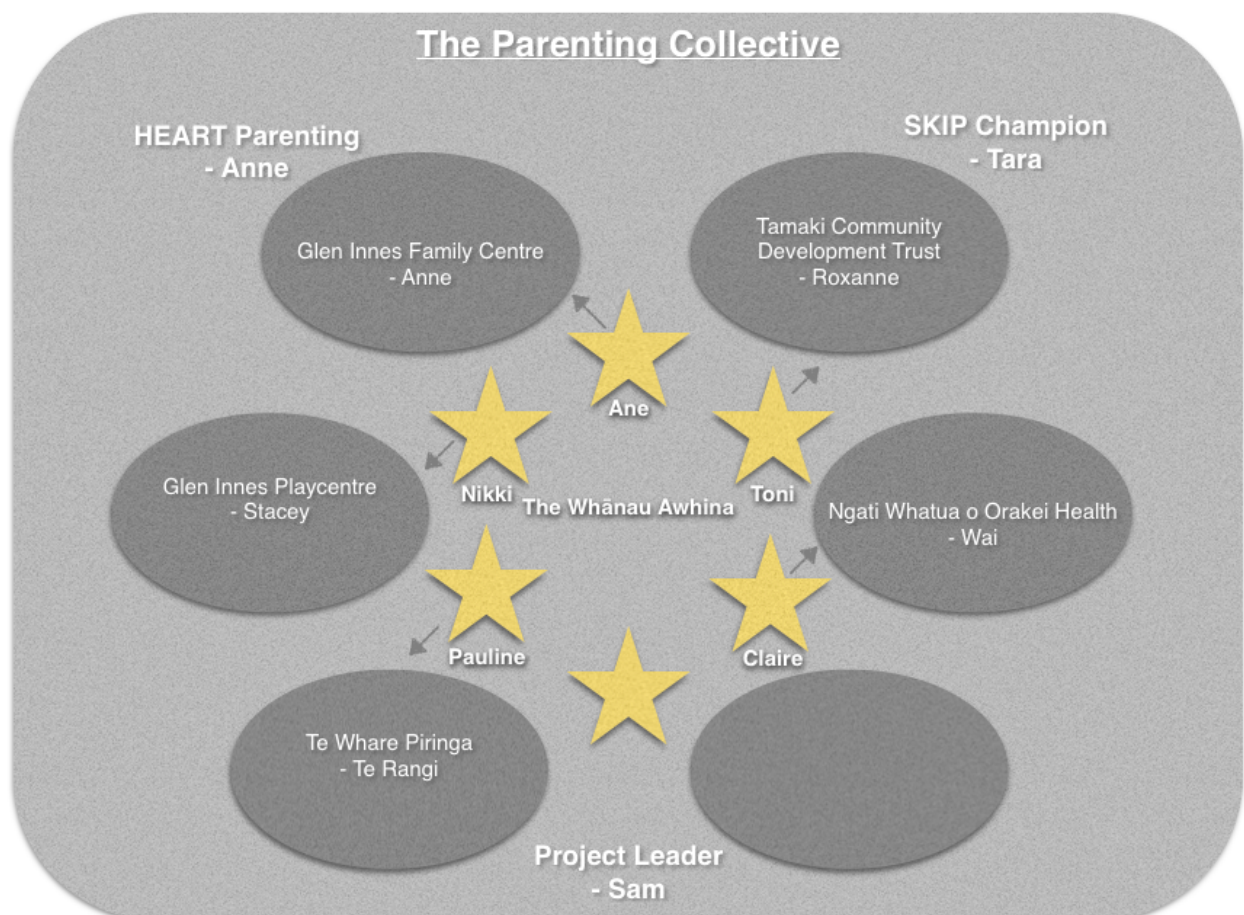 The Parenting Collective
HEART Parenting
- Anne
SKIP Champion
- Tara
Glen Innes Family Centre
- Anne
Tamaki Community
Development Trust
- Roxanne
Ane
Nikki
Toni
The Whānau Awhina
Glen Innes Playcentre
- Stacey
Ngati Whatua o Orakei Health
- Wai
Pauline
Claire
Te Whare Piringa
- Te Rangi
Project Leader
- Sam